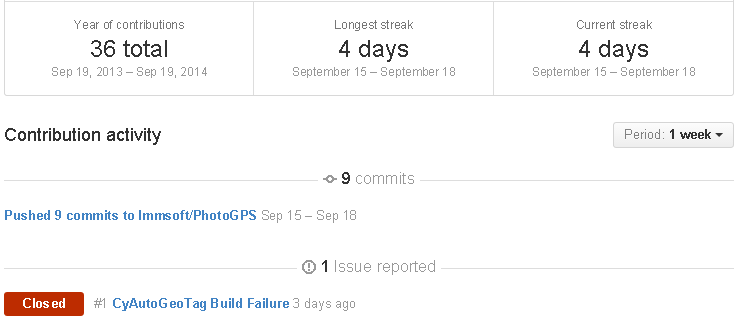 Year of contributions
36 total
Sep 19, 2013 – Sep 19, 2014
Longest streak
4 days
September 15 – September 18
Current streak
4 days
September 15 – September 18
Contribution activity
Period: 1 week
9 commits
Pushed 9 commits to Immsoft/PhotoGPS Sep 15 – Sep 18
1 Issue reported
Closed #1 CyAutoGeoTag Build Failure 3 days ago